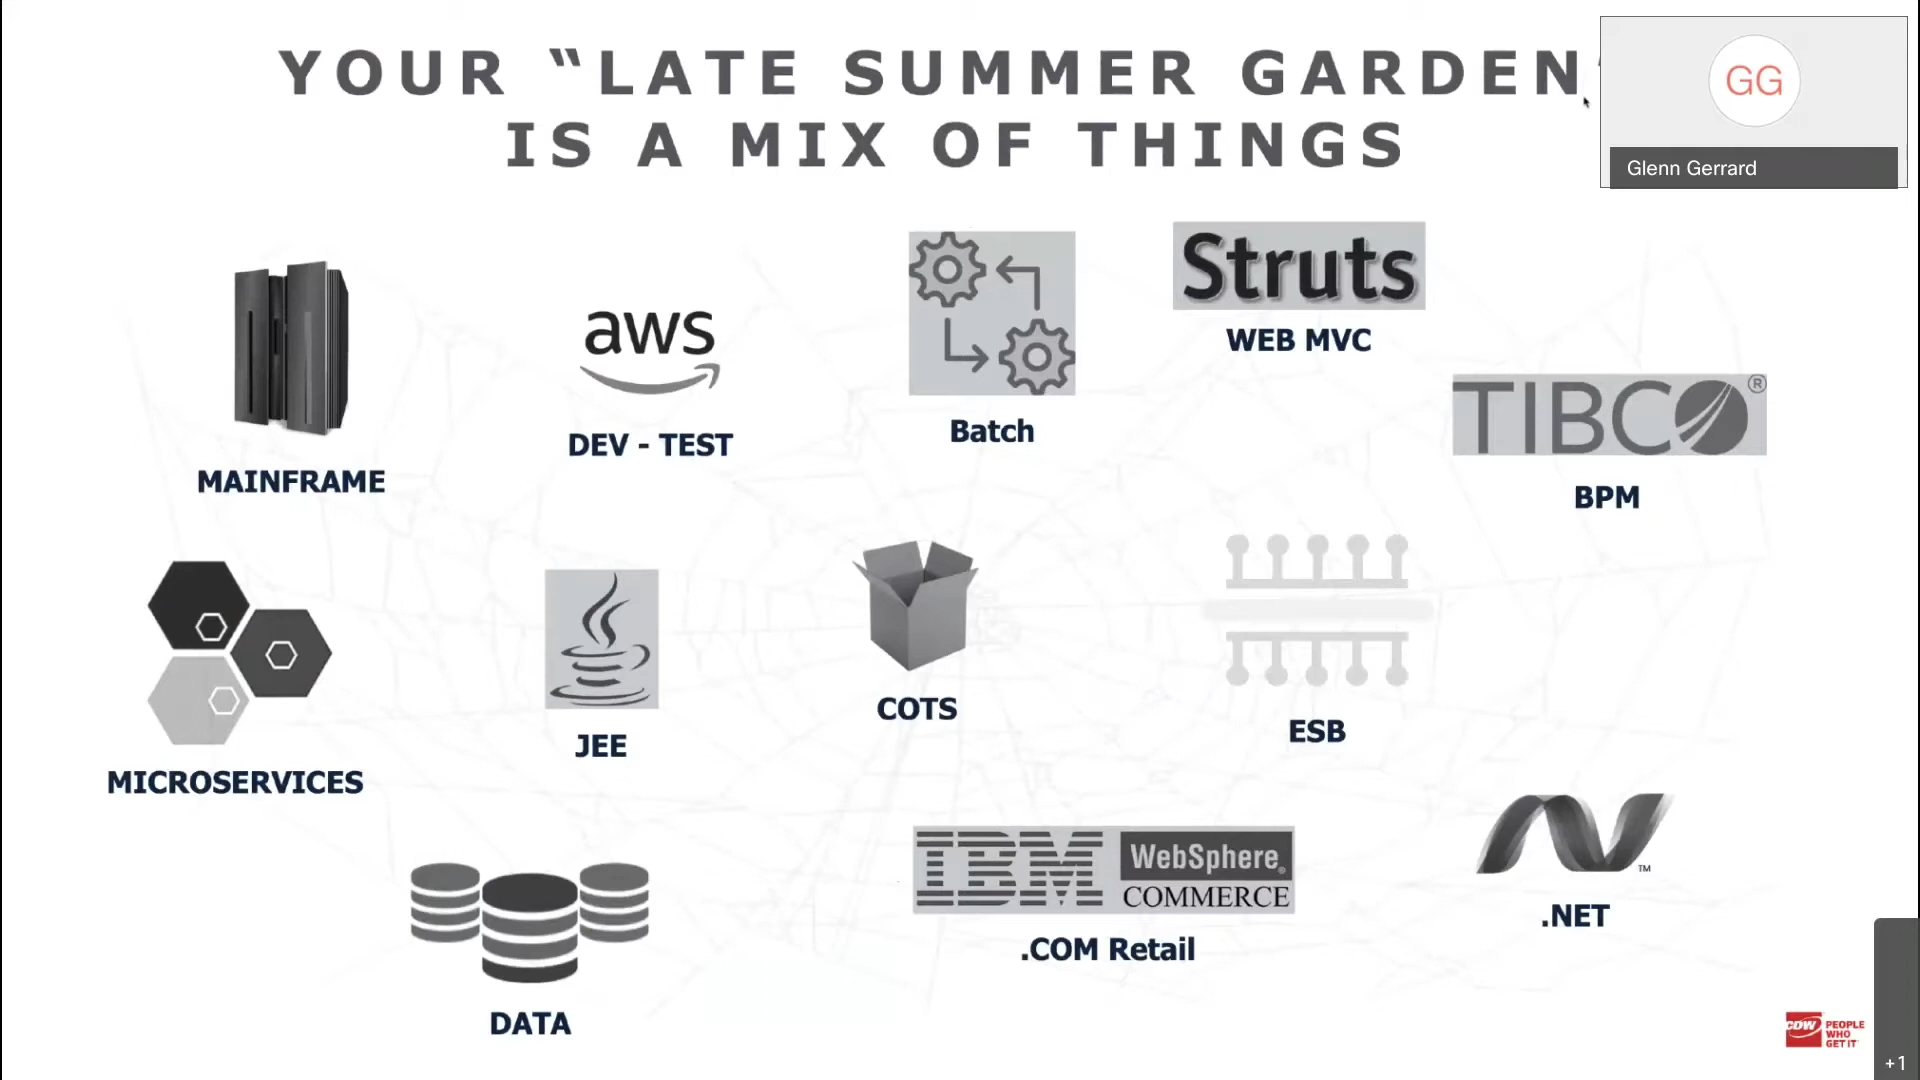 YOUR “LATE SUMMER GARDEN
IS A MIX OF THINGS
GG
Glenn Gerrard
Struts
WEB MVC
aws
DEV - TEST
Batch
TIBCO®
BPM
MAINFRAME
MICROSERVICES
JEE
COTS
ESB
DATA
IBM WebSphere®
COMMERCE
.COM Retail
TM
.NET
CDW PEOPLE
WHO
GET IT
+1